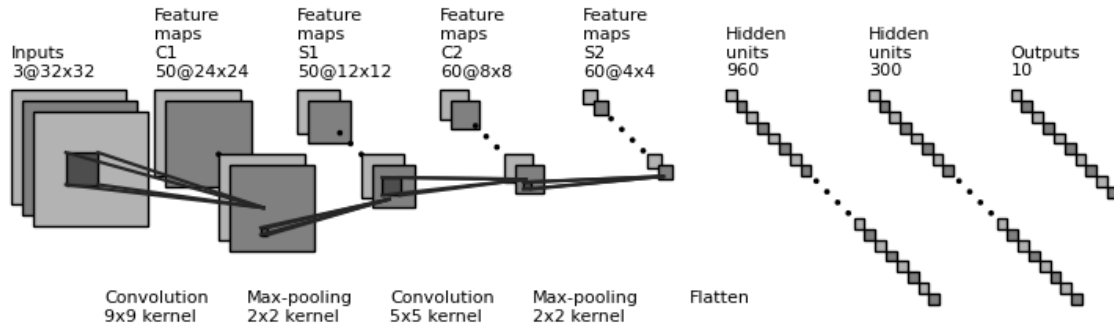 Inputs
3@32x32
Feature
maps
C1
50@24x24
Feature
maps
S1
50@12x12
Feature
maps
C2
60@8x8
Feature
maps
S2
60@4x4
Hidden
units
960
Hidden
units
300
Outputs
10
Convolution
9x9 kernel
Max-pooling
2x2 kernel
Convolution
5x5 kernel
Max-pooling
2x2 kernel
Flatten